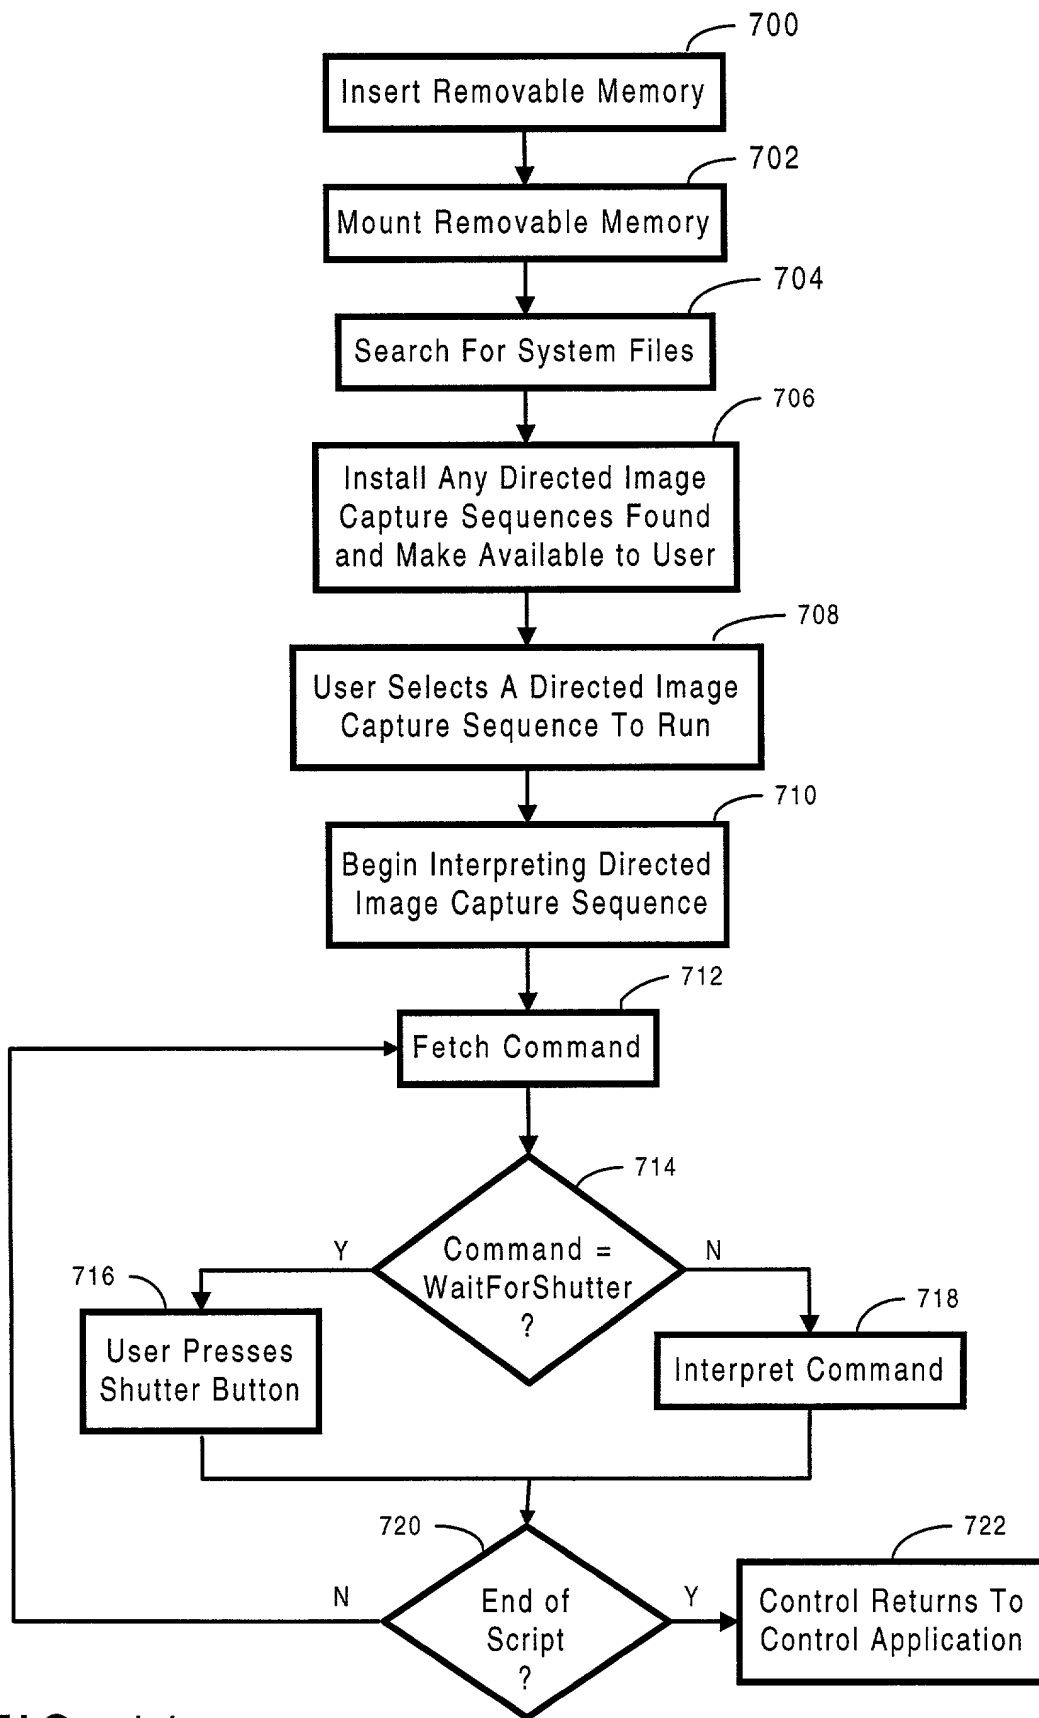 700
Insert Removable Memory
702
Mount Removable Memory
704
Search For System Files
706
Install Any Directed Image
Capture Sequences Found
and Make Available to User
708
User Selects A Directed Image
Capture Sequence To Run
710
Begin Interpreting Directed
Image Capture Sequence
712
Fetch Command
714
Y
Command =
N
WaitForShutter
?
716
User Presses
Shutter Button
718
Interpret Command
720
N
End of
Script
?
Y
722
Control Returns To
Control Application